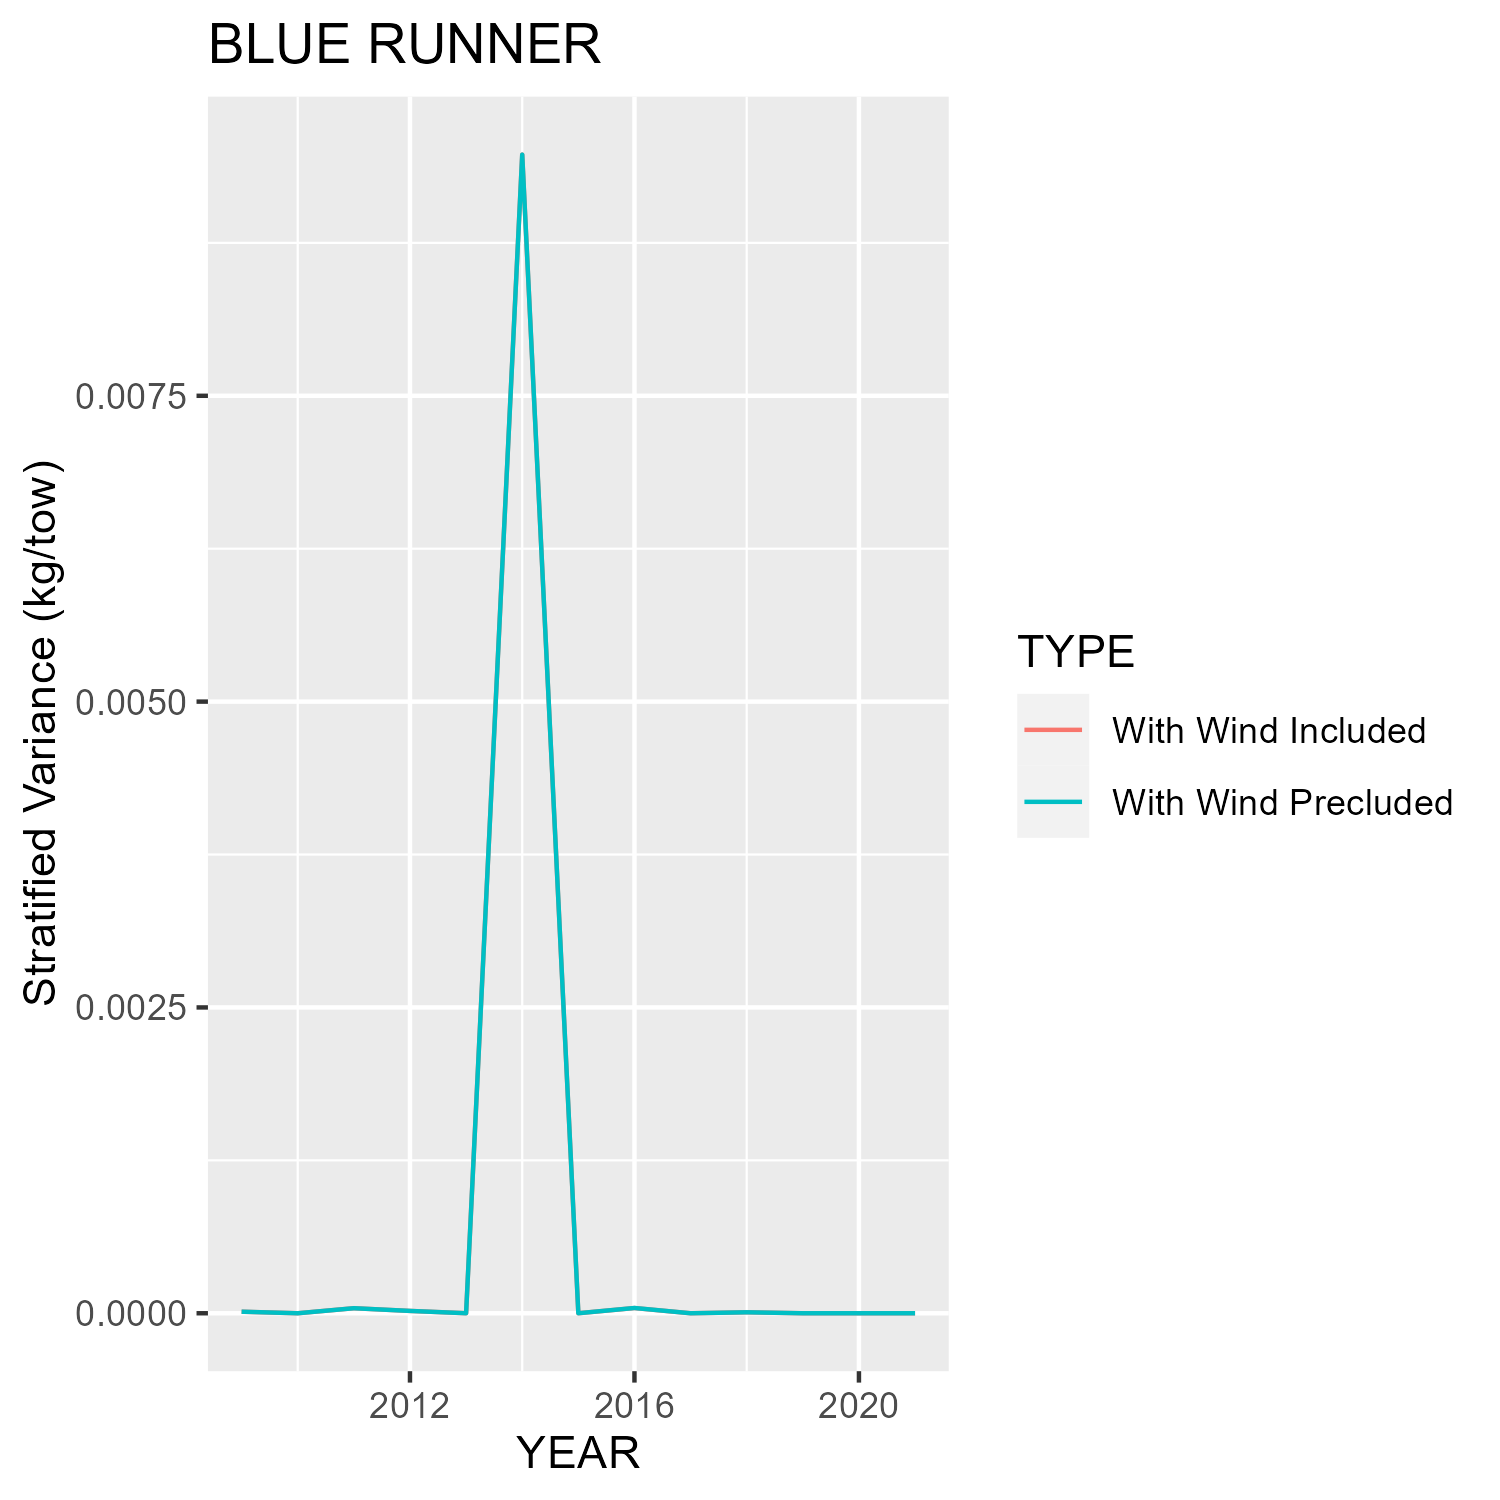 BLUE RUNNER
Stratified Variance (kg/tow)
0.0075
0.0050
0.0025
0.0000
2012 2016 2020
YEAR
TYPE
With Wind Included
With Wind Precluded